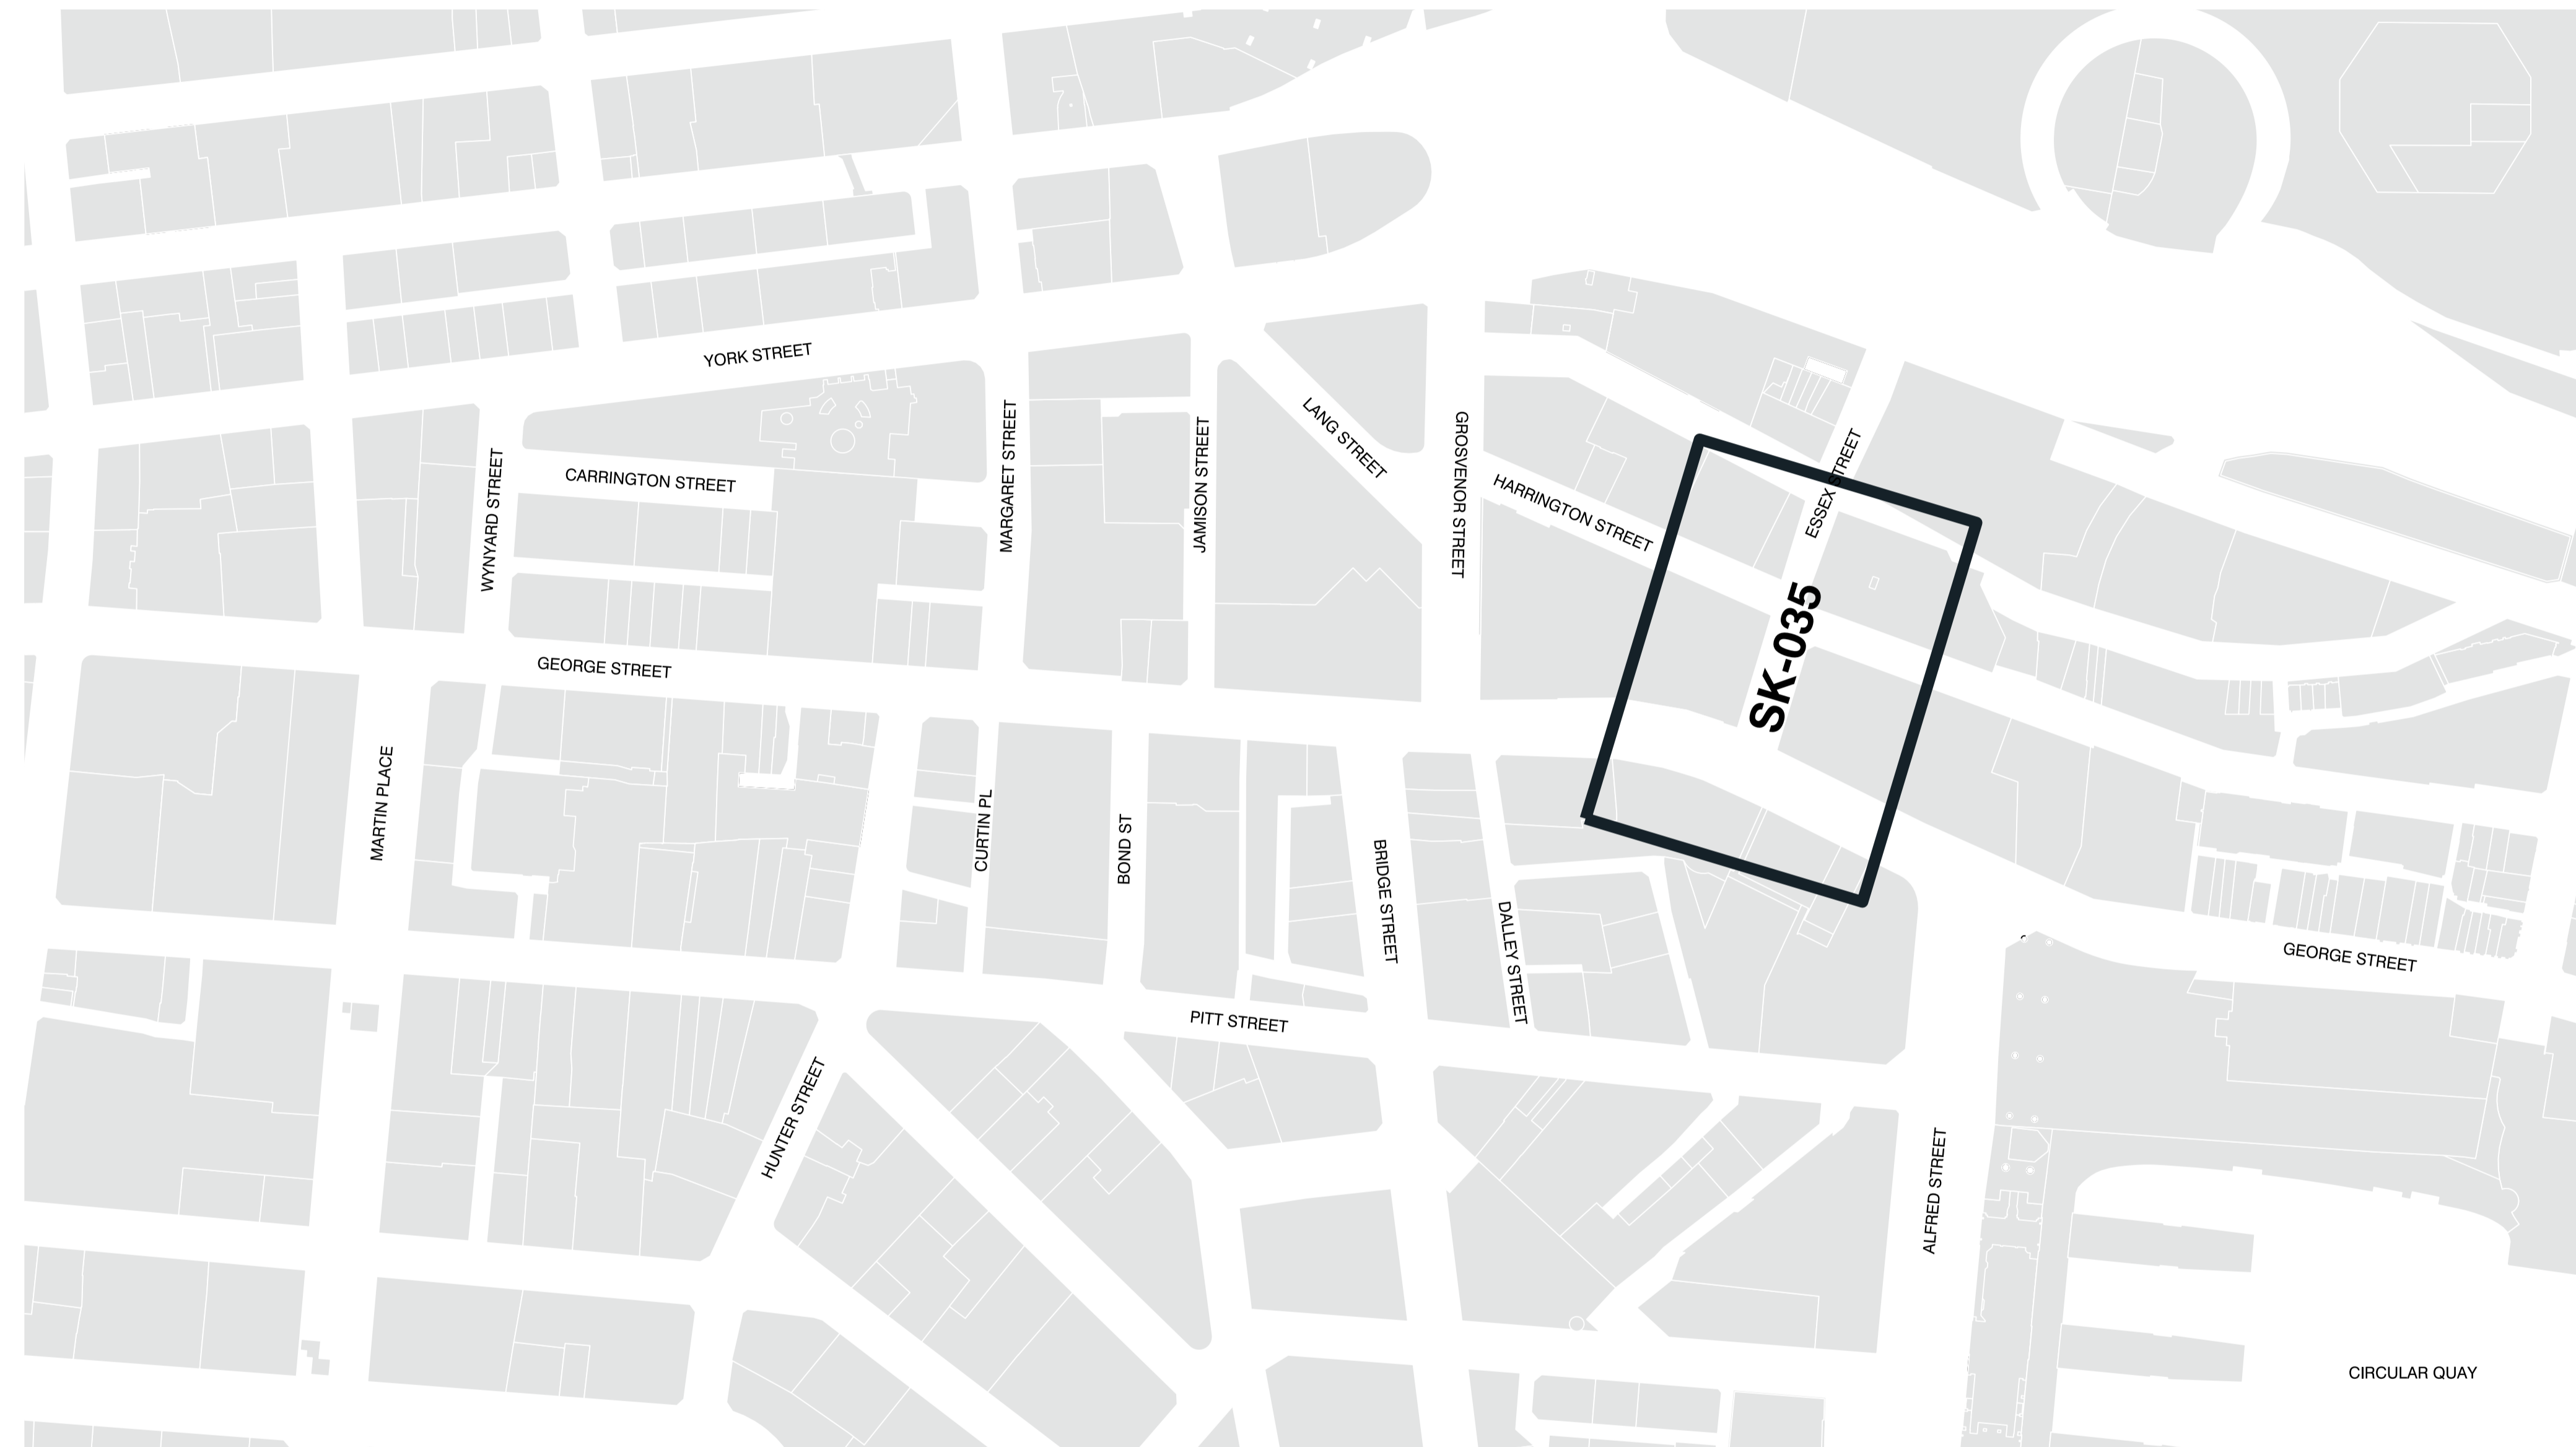 YORK STREET
CARRINGTON STREET
WYNYARD STREET
MARGARET STREET
JAMISON STREET
LANG STREET
GROSVENOR STREET
HARRINGTON STREET
ESSEX STREET
SK-035
GEORGE STREET
MARTIN PLACE
CURTIN PL
BOND ST
BRIDGE STREET
DALLEY STREET
GEORGE STREET
PITT STREET
HUNTER STREET
ALFRED STREET
CIRCULAR QUAY